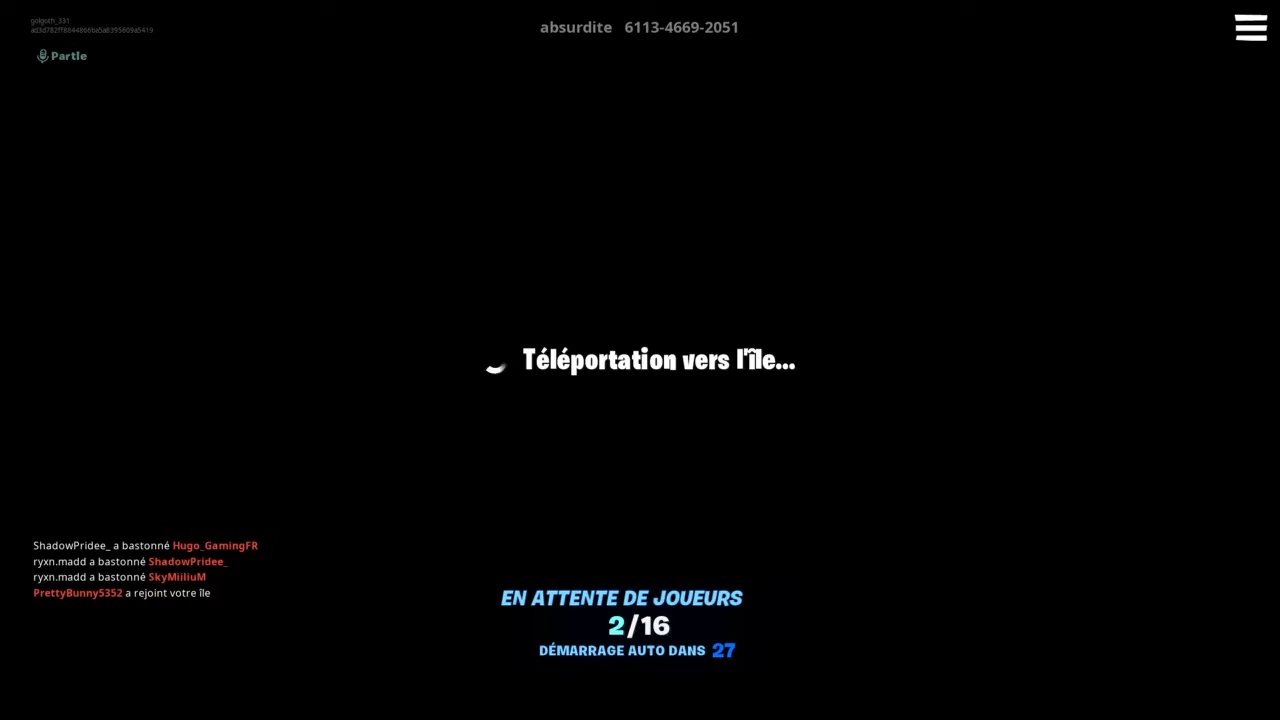 golgoth_331
absurdite 6113-4669-2051
Partie
Téléportation vers l'île...
ShadowPridee_ a bastonné Hugo_GamingFR
ryxn.madd a bastonné ShadowPridee_
ryxn.madd a bastonné SkyMiiliuM
PrettyBunny5352 a rejoint votre île
EN ATTENTE DE JOUEURS
2/16
DÉMARRAGE AUTO DANS 27